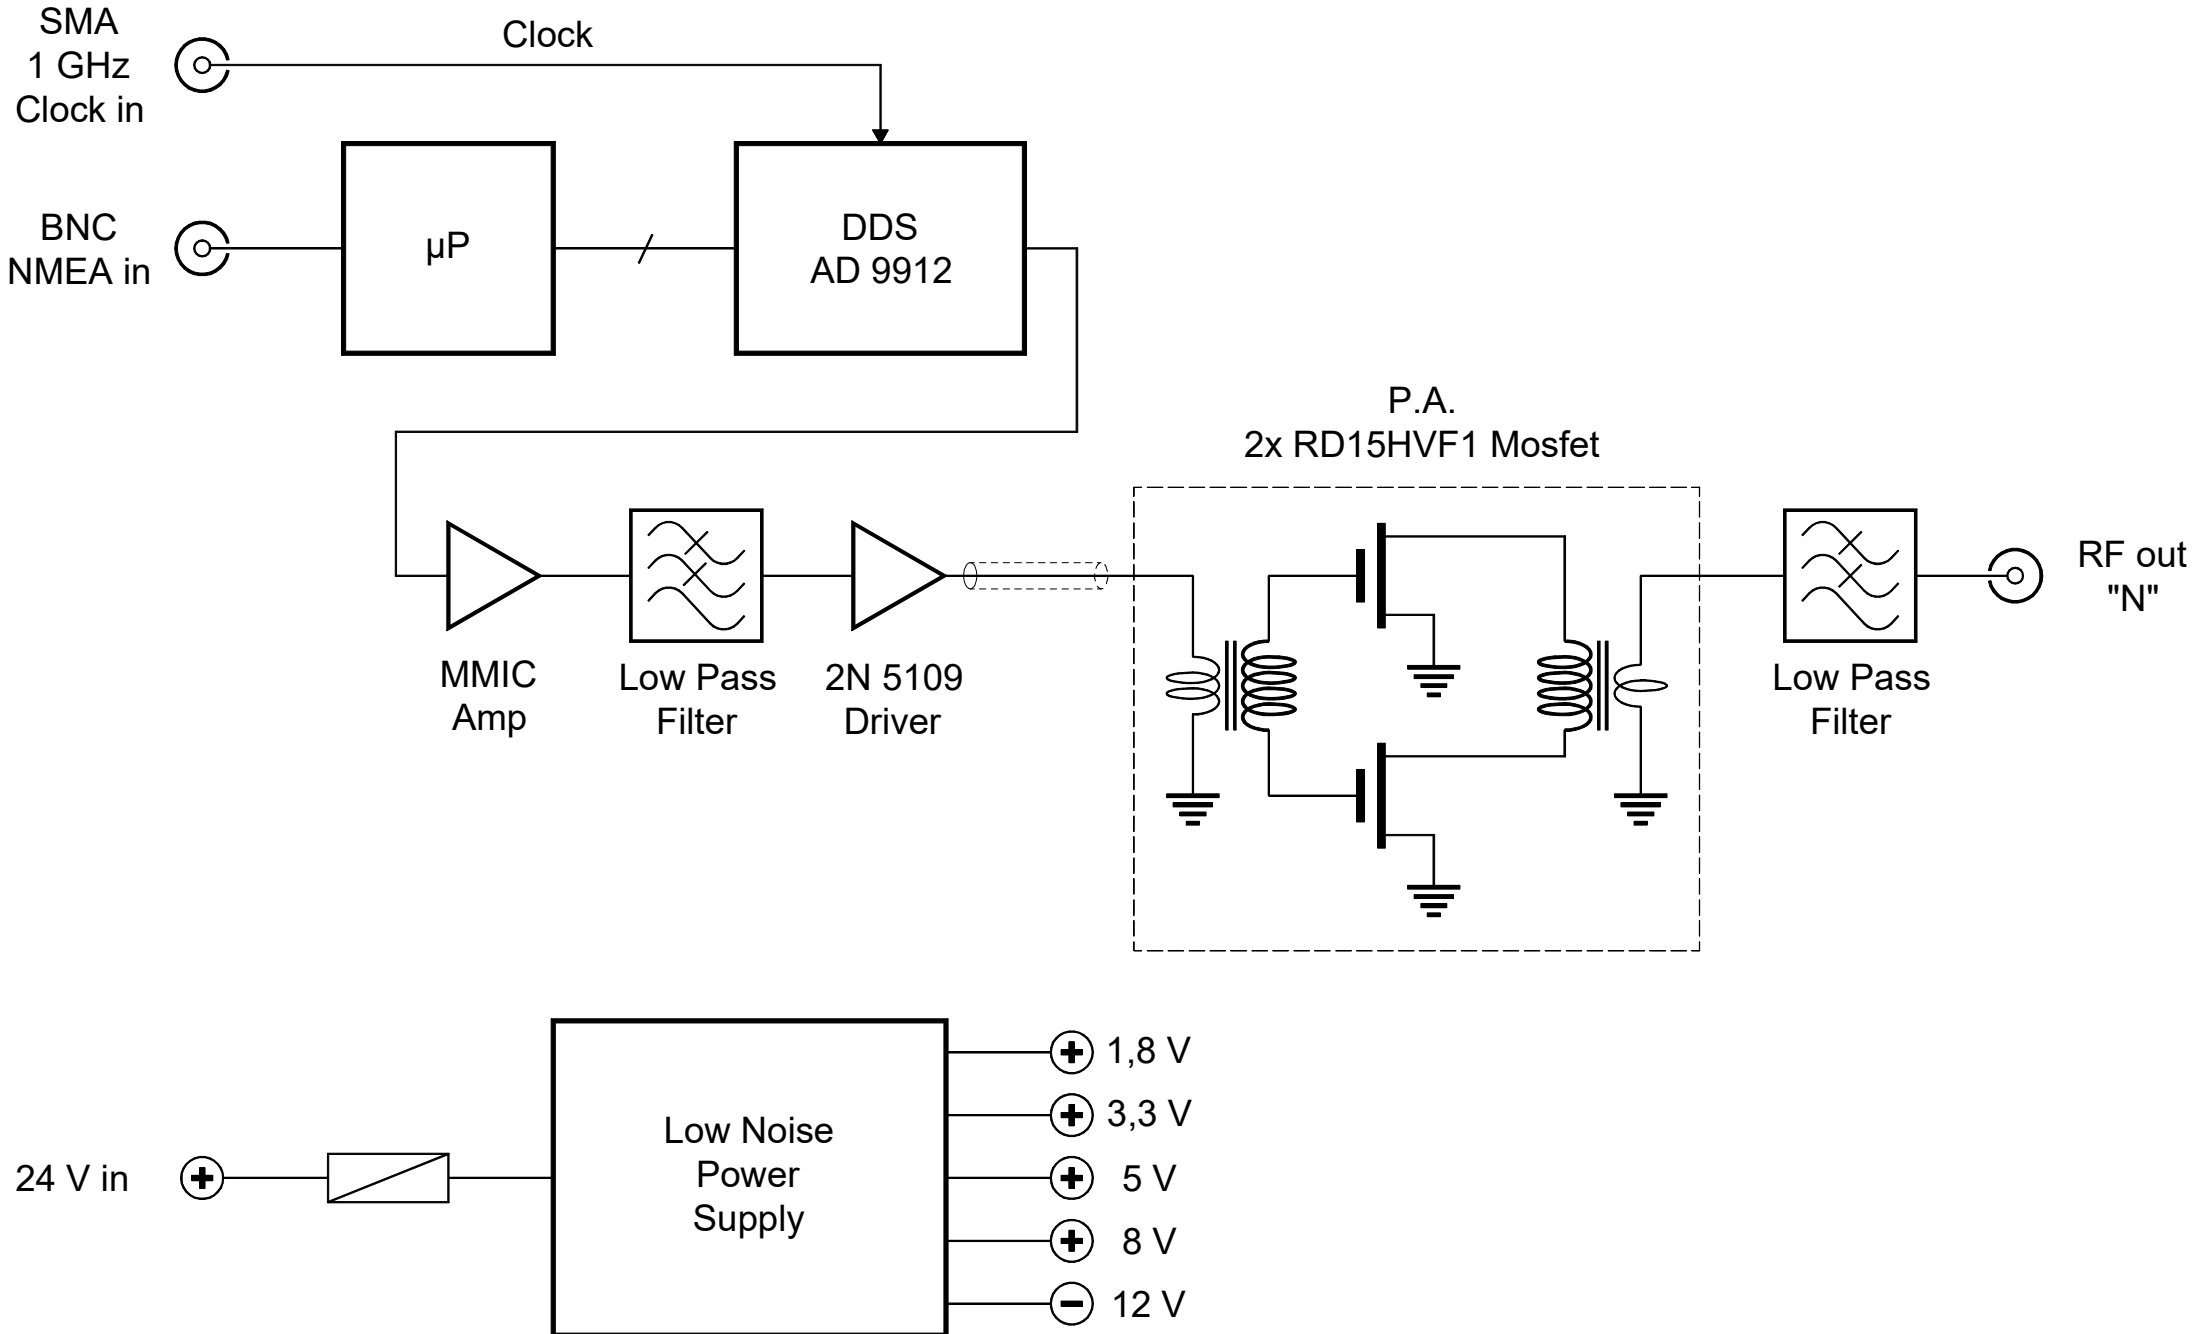 SMA
1 GHz
Clock in
Clock
BNC
NMEA in
µP
DDS
AD 9912
P.A.
2x RD15HVF1 Mosfet
MMIC
Amp
Low Pass
Filter
2N 5109
Driver
Low Pass
Filter
RF out
"N"
24 V in
Low Noise
Power
Supply
1,8 V
3,3 V
5 V
8 V
12 V